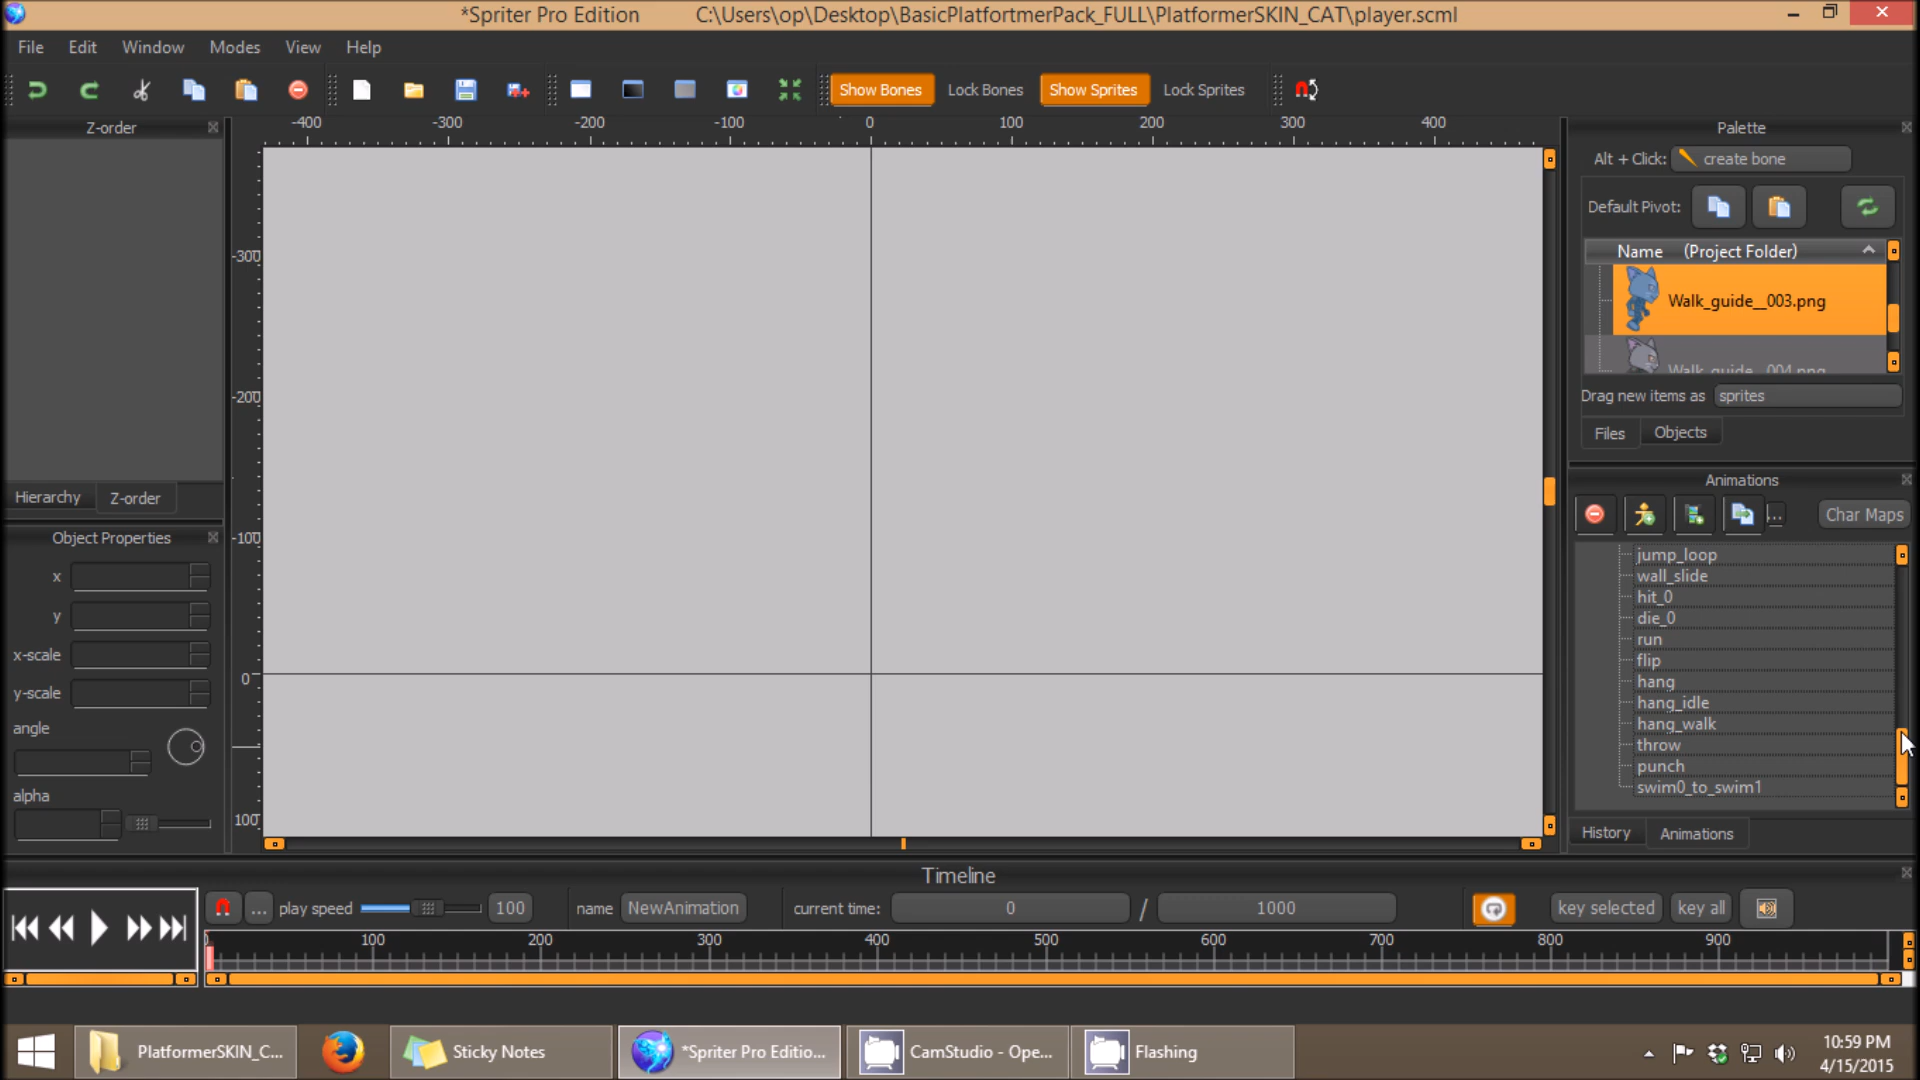 *Spriter Pro Edition C:\Users\op\Desktop\BasicPlatfortmerPack_FULL\PlatformerSKIN_CAT\player.scml
File Edit Window Modes View Help
Show Bones Lock Bones Show Sprites Lock Sprites
Z-order
-400 -300 -200 -100 0 100 200 300 400
Palette
Alt + Click: create bone
Default Pivot:
Name (Project Folder)
Walk_guide__003.png
Walk_guide__004.png
Drag new items as sprites
Files Objects
-300
-200
-100
0
100
Hierarchy Z-order
Object Properties
x
y
x-scale
y-scale
angle
alpha
Animations
... Char Maps
jump_loop
wall_slide
hit_0
die_0
run
flip
hang
hang_idle
hang_walk
throw
punch
swim0_to_swim1
History Animations
Timeline
... play speed 100 name NewAnimation current time: 0 / 1000 key selected key all
100 200 300 400 500 600 700 800 900
PlatformerSKIN_C... Sticky Notes *Spriter Pro Editio... CamStudio - Ope... Flashing
10:59 PM
4/15/2015